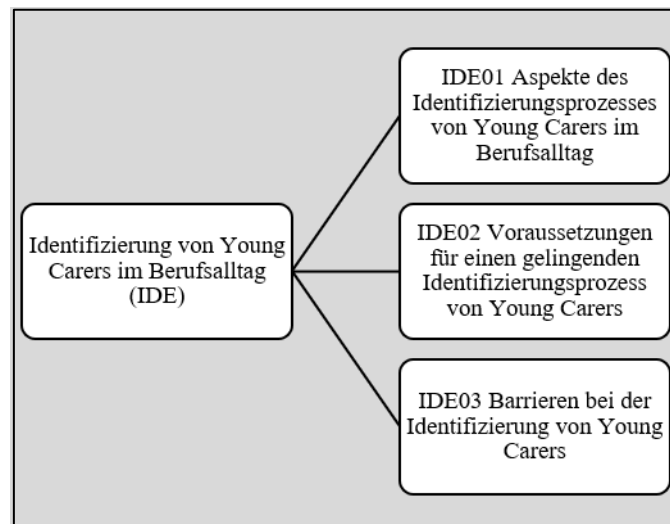 Identifizierung von Young
Carers im Berufsalltag
(IDE)
IDE01 Aspekte des
Identifizierungsprozesses
von Young Carers im
Berufsalltag
IDE02 Voraussetzungen
für einen gelingenden
Identifizierungsprozess
von Young Carers
IDE03 Barrieren bei der
Identifizierung von Young
Carers